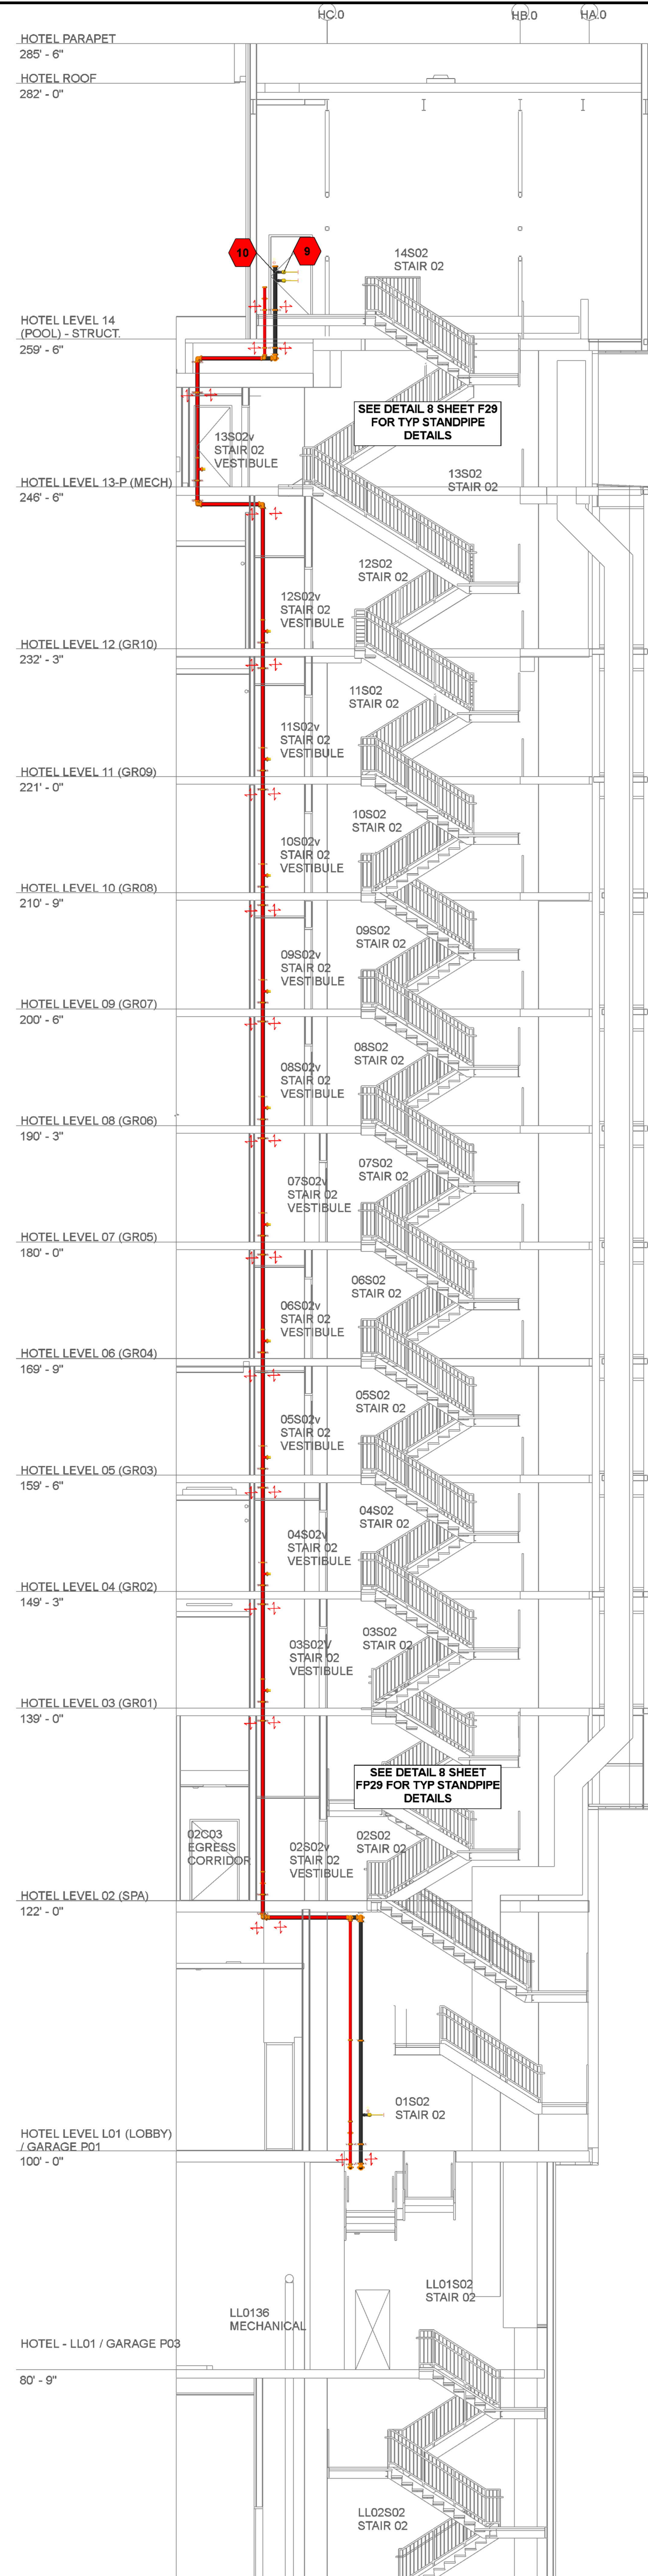 HC.0
HB.0
HA.0
HOTEL PARAPET
285' - 6"
HOTEL ROOF
282' - 0"
10
9
14S02
STAIR 02
HOTEL LEVEL 14
(POOL) - STRUCT.
259' - 6"
SEE DETAIL 8 SHEET F29
FOR TYP STANDPIPE
DETAILS
13S02v
STAIR 02
VESTIBULE
13S02
STAIR 02
HOTEL LEVEL 13-P (MECH)
246' - 6"
12S02
STAIR 02
12S02v
STAIR 02
VESTIBULE
HOTEL LEVEL 12 (GR10)
232' - 3"
11S02
STAIR 02
11S02v
STAIR 02
VESTIBULE
HOTEL LEVEL 11 (GR09)
221' - 0"
10S02
STAIR 02
10S02v
STAIR 02
VESTIBULE
HOTEL LEVEL 10 (GR08)
210' - 9"
09S02
STAIR 02
09S02v
STAIR 02
VESTIBULE
HOTEL LEVEL 09 (GR07)
200' - 6"
08S02
STAIR 02
08S02v
STAIR 02
VESTIBULE
HOTEL LEVEL 08 (GR06)
190' - 3"
07S02
STAIR 02
07S02v
STAIR 02
VESTIBULE
HOTEL LEVEL 07 (GR05)
180' - 0"
06S02
STAIR 02
06S02v
STAIR 02
VESTIBULE
HOTEL LEVEL 06 (GR04)
169' - 9"
05S02
STAIR 02
05S02v
STAIR 02
VESTIBULE
HOTEL LEVEL 05 (GR03)
159' - 6"
04S02
STAIR 02
04S02v
STAIR 02
VESTIBULE
HOTEL LEVEL 04 (GR02)
149' - 3"
03S02
STAIR 02
03S02V
STAIR 02
VESTIBULE
HOTEL LEVEL 03 (GR01)
139' - 0"
SEE DETAIL 8 SHEET
FP29 FOR TYP STANDPIPE
DETAILS
02C03
EGRESS
CORRIDOR
02S02v
STAIR 02
VESTIBULE
02S02
STAIR 02
HOTEL LEVEL 02 (SPA)
122' - 0"
01S02
STAIR 02
HOTEL LEVEL L01 (LOBBY)
/ GARAGE P01
100' - 0"
LL01S02
STAIR 02
LL0136
MECHANICAL
HOTEL - LL01 / GARAGE P03
80' - 9"
LL02S02
STAIR 02